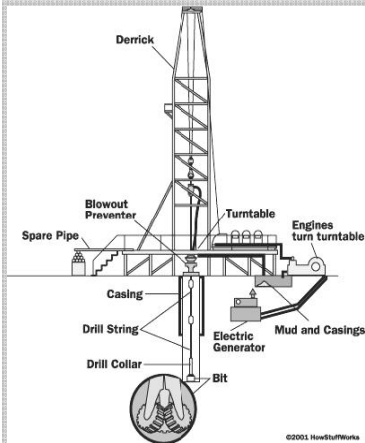 Derrick
Blowout
Preventer
Turntable
Engines
turn turntable
Spare Pipe
Casing
Mud and Casings
Drill String
Electric
Generator
Drill Collar
Bit
©2001 HowStuffWorks